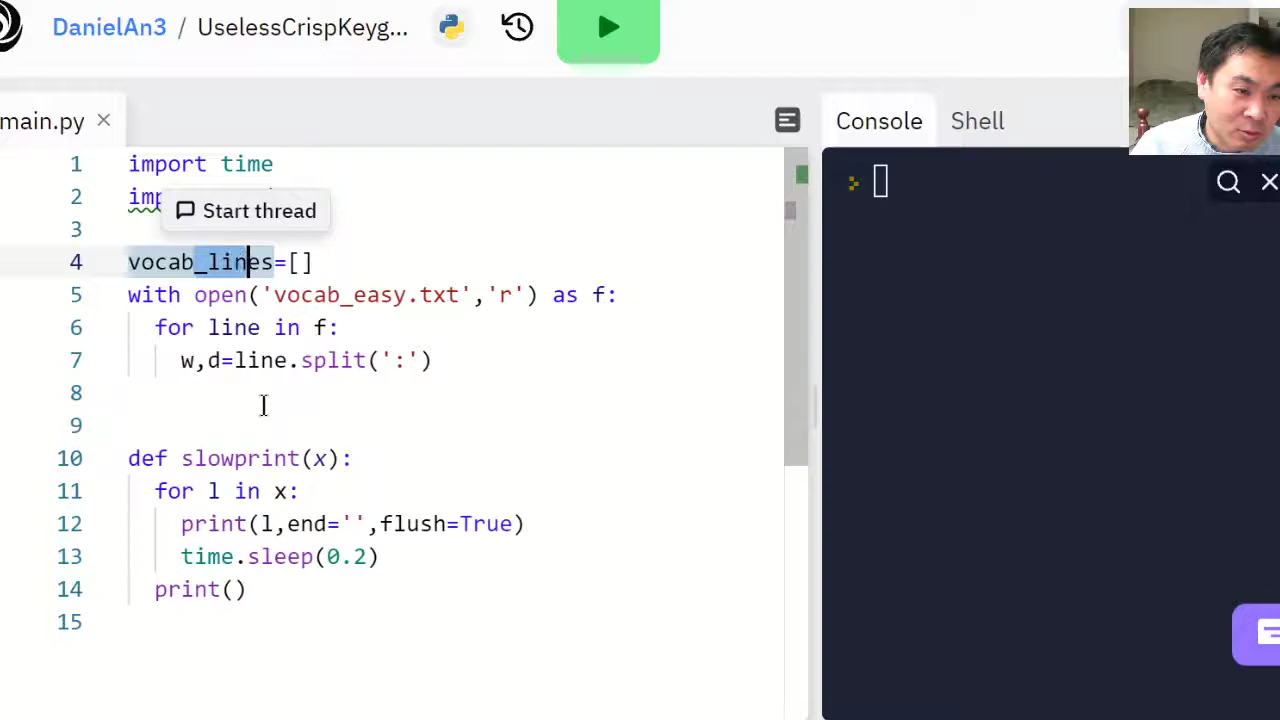 DanielAn3 / UselessCrispKeyg...
main.py
Console Shell
1 import time
2 imp
Start thread
3
4 vocab_lines=[]
5 with open('vocab_easy.txt','r') as f:
6 for line in f:
7 w,d=line.split(':')
8
9
10 def slowprint(x):
11 for l in x:
12 print(l,end='',flush=True)
13 time.sleep(0.2)
14 print()
15